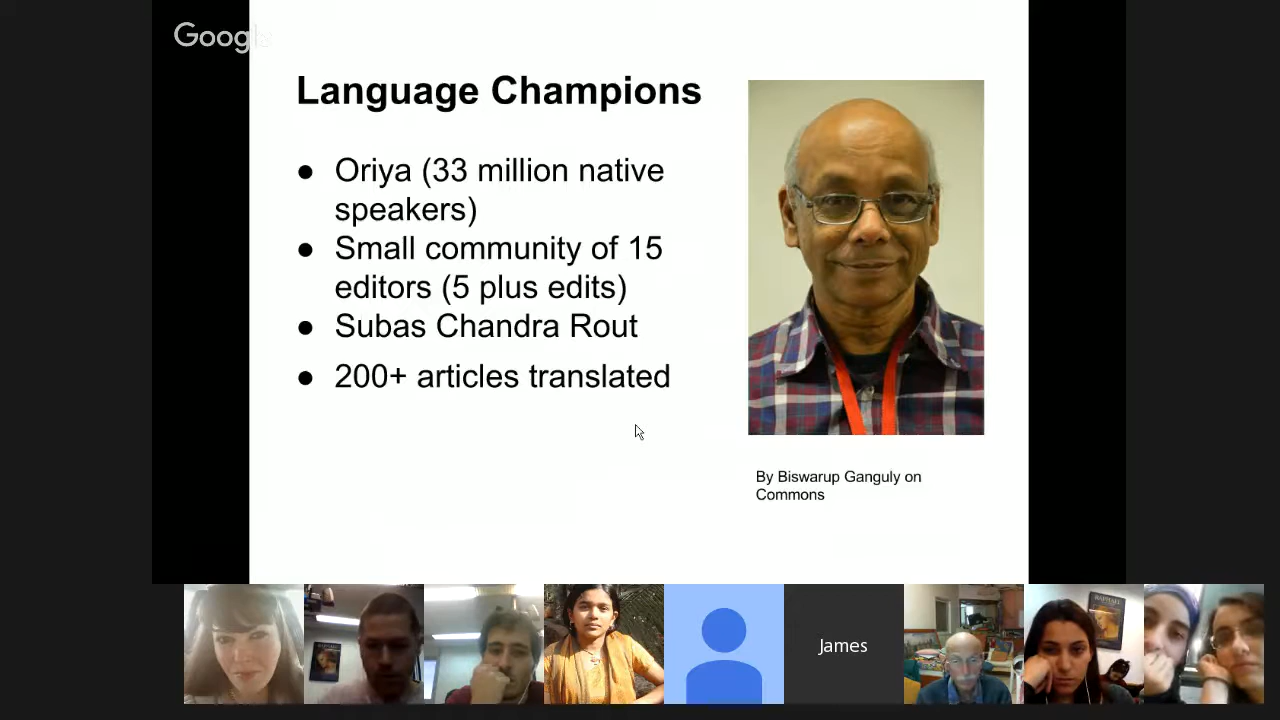 Google
Language Champions
● Oriya (33 million native
speakers)
● Small community of 15
editors (5 plus edits)
● Subas Chandra Rout
● 200+ articles translated
By Biswarup Ganguly on
Commons
James